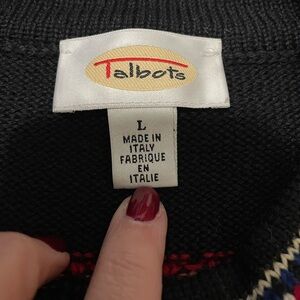 Talbots
L
MADE IN
ITALY
FABRIQUE
EN
ITALIE